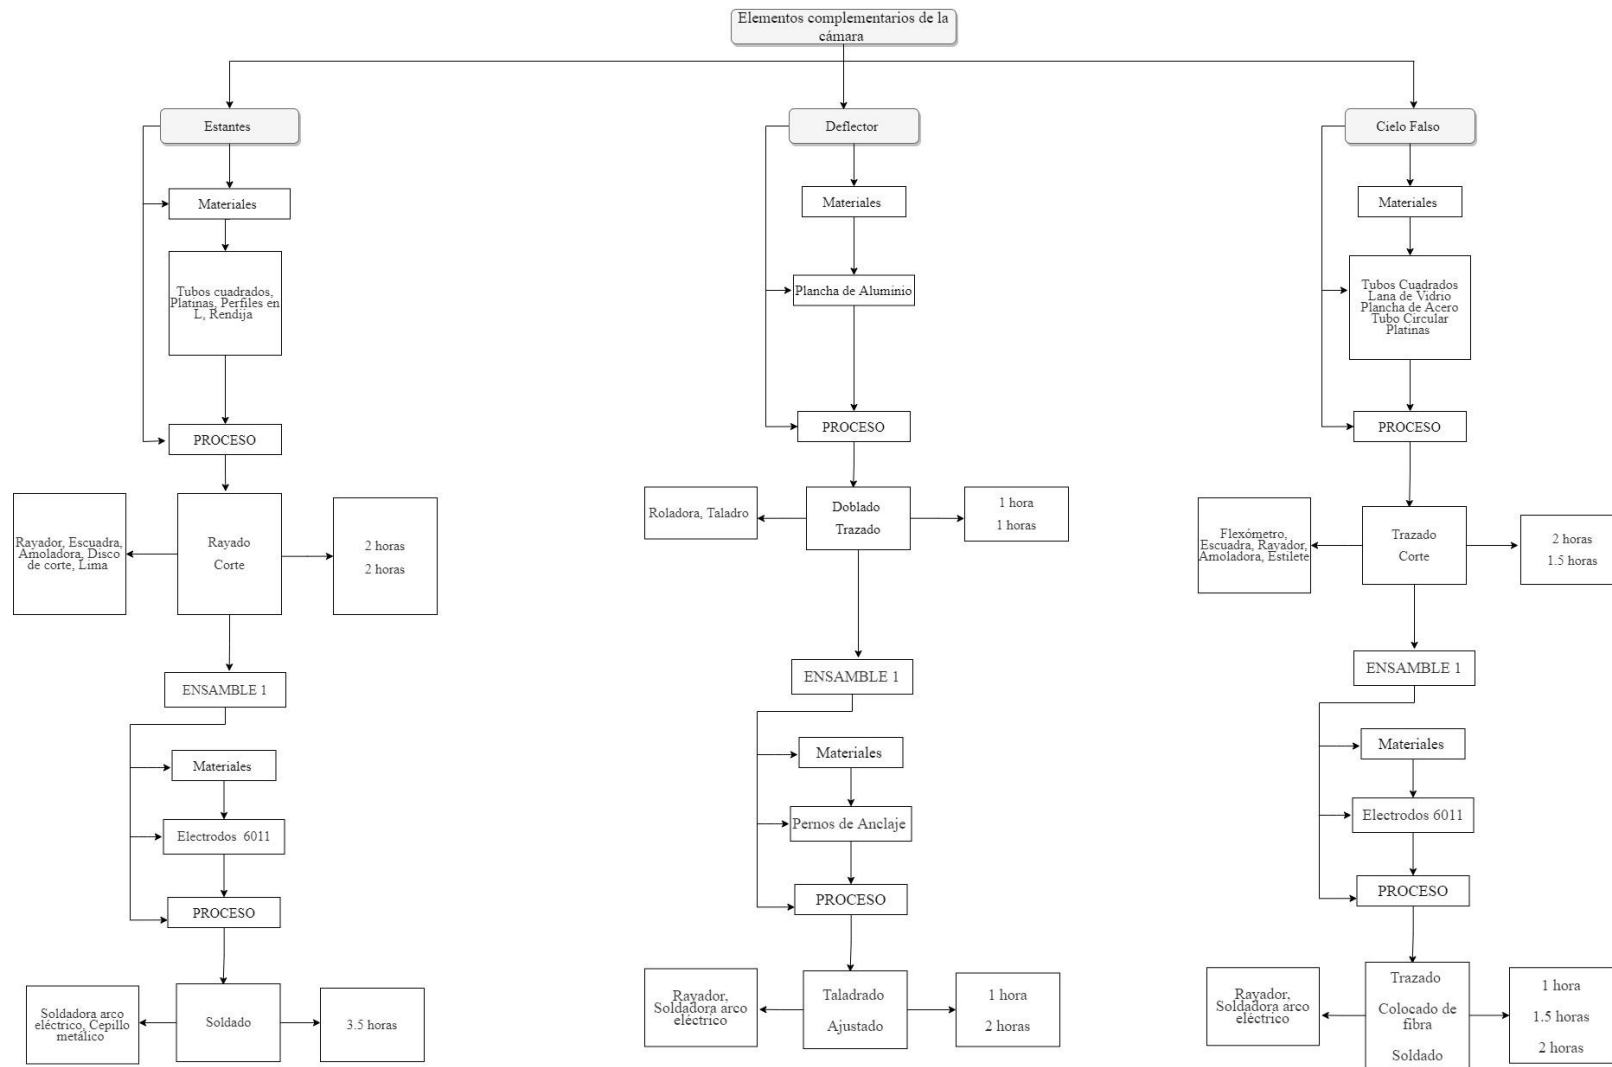 Elementos complementarios de la
cámara
Estantes
Materiales
Tubos cuadrados,
Platinas, Perfiles en
L, Rendija
PROCESO
Rayador, Escuadra,
Amoladora, Disco
de corte, Lima
Rayado
Corte
2 horas
2 horas
ENSAMBLE 1
Materiales
Electrodos 6011
PROCESO
Soldadora arco
eléctrico, Cepillo
metálico
Soldado
3.5 horas
Deflector
Materiales
Plancha de Aluminio
PROCESO
Roladora, Taladro
Doblado
Trazado
1 hora
1 horas
ENSAMBLE 1
Materiales
Pernos de Anclaje
PROCESO
Rayador,
Soldadora arco
eléctrico
Taladrado
Ajustado
1 hora
2 horas
Cielo Falso
Materiales
Tubos Cuadrados
Lana de Vidrio
Plancha de Acero
Tubo Circular
Platinas
PROCESO
Flexómetro,
Escuadra, Rayador,
Amoladora, Estilete
Trazado
Corte
2 horas
1.5 horas
ENSAMBLE 1
Materiales
Electrodos 6011
PROCESO
Rayador,
Soldadora arco
eléctrico
Trazado
Colocado de
fibra
Soldado
1 hora
1.5 horas
2 horas